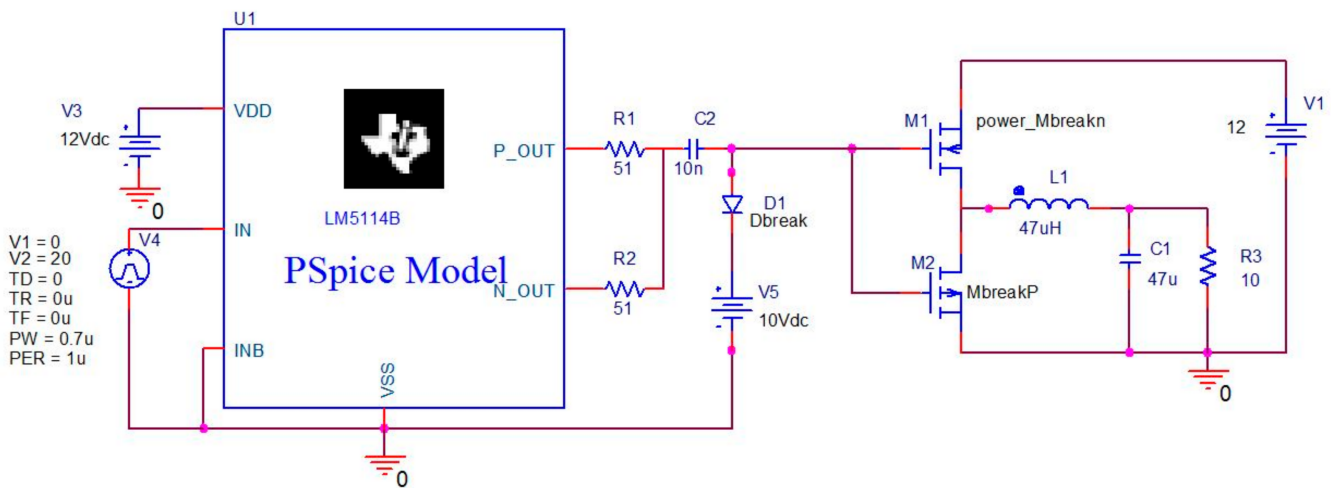 U1
V3
12Vdc
0
V1 = 0
V2 = 20
TD = 0
TR = 0u
TF = 0u
PW = 0.7u
PER = 1u
V4
VDD
IN
INB
VSS
0
LM5114B
PSpice Model
P_OUT
N_OUT
R1
51
R2
51
C2
10n
D1
Dbreak
V5
10Vdc
M1
power_Mbreakn
M2
MbreakP
L1
47uH
C1
47u
R3
10
0
V1
12